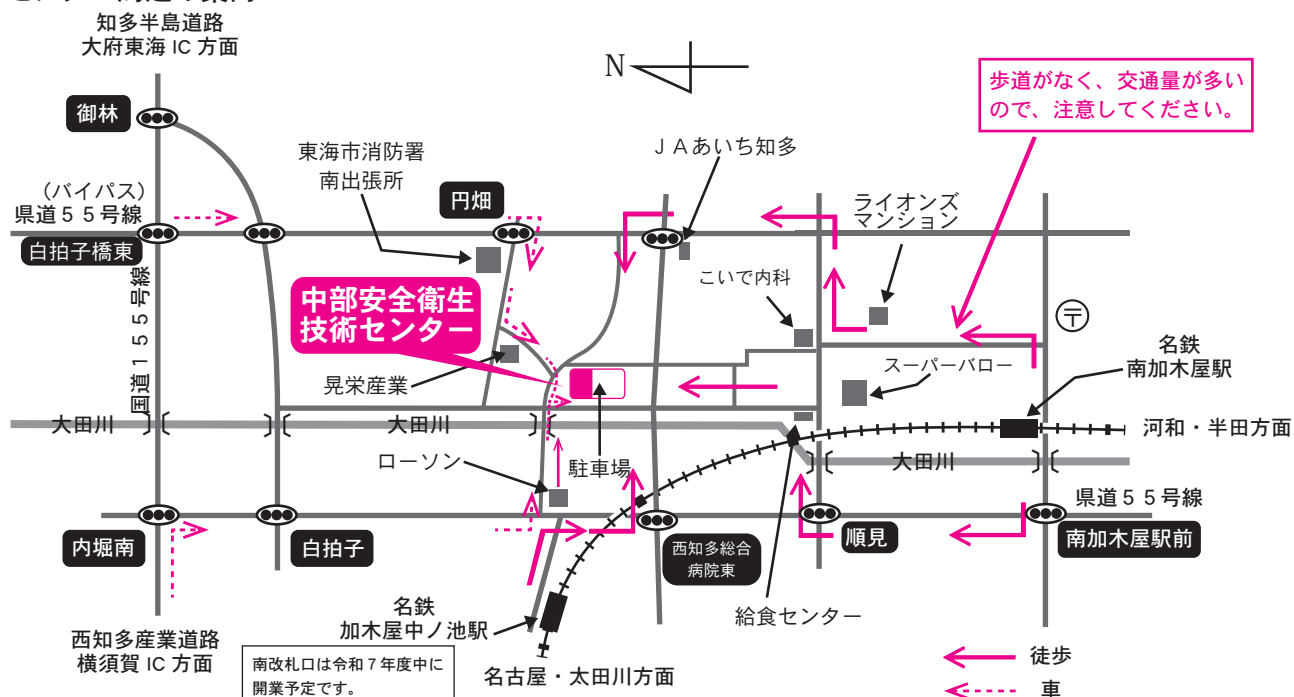 知多半島道路
大府東海 IC 方面
N
歩道がなく、交通量が多い
ので、注意してください。
御林
東海市消防署
南出張所
ＪＡあいち知多
（バイパス）
県道５５号線
円畑
ライオンズ
マンション
白拍子橋東
こいで内科
国道１５５号線
中部安全衛生
技術センター
〒
名鉄
南加木屋駅
晃栄産業
スーパーバロー
大田川
大田川
河和・半田方面
ローソン
駐車場
大田川
県道５５号線
内堀南
白拍子
西知多総合
病院東
順見
南加木屋駅前
名鉄
加木屋中ノ池駅
給食センター
西知多産業道路
横須賀 IC 方面
南改札口は令和７年度中に
開業予定です。
名古屋・太田川方面
徒歩
車